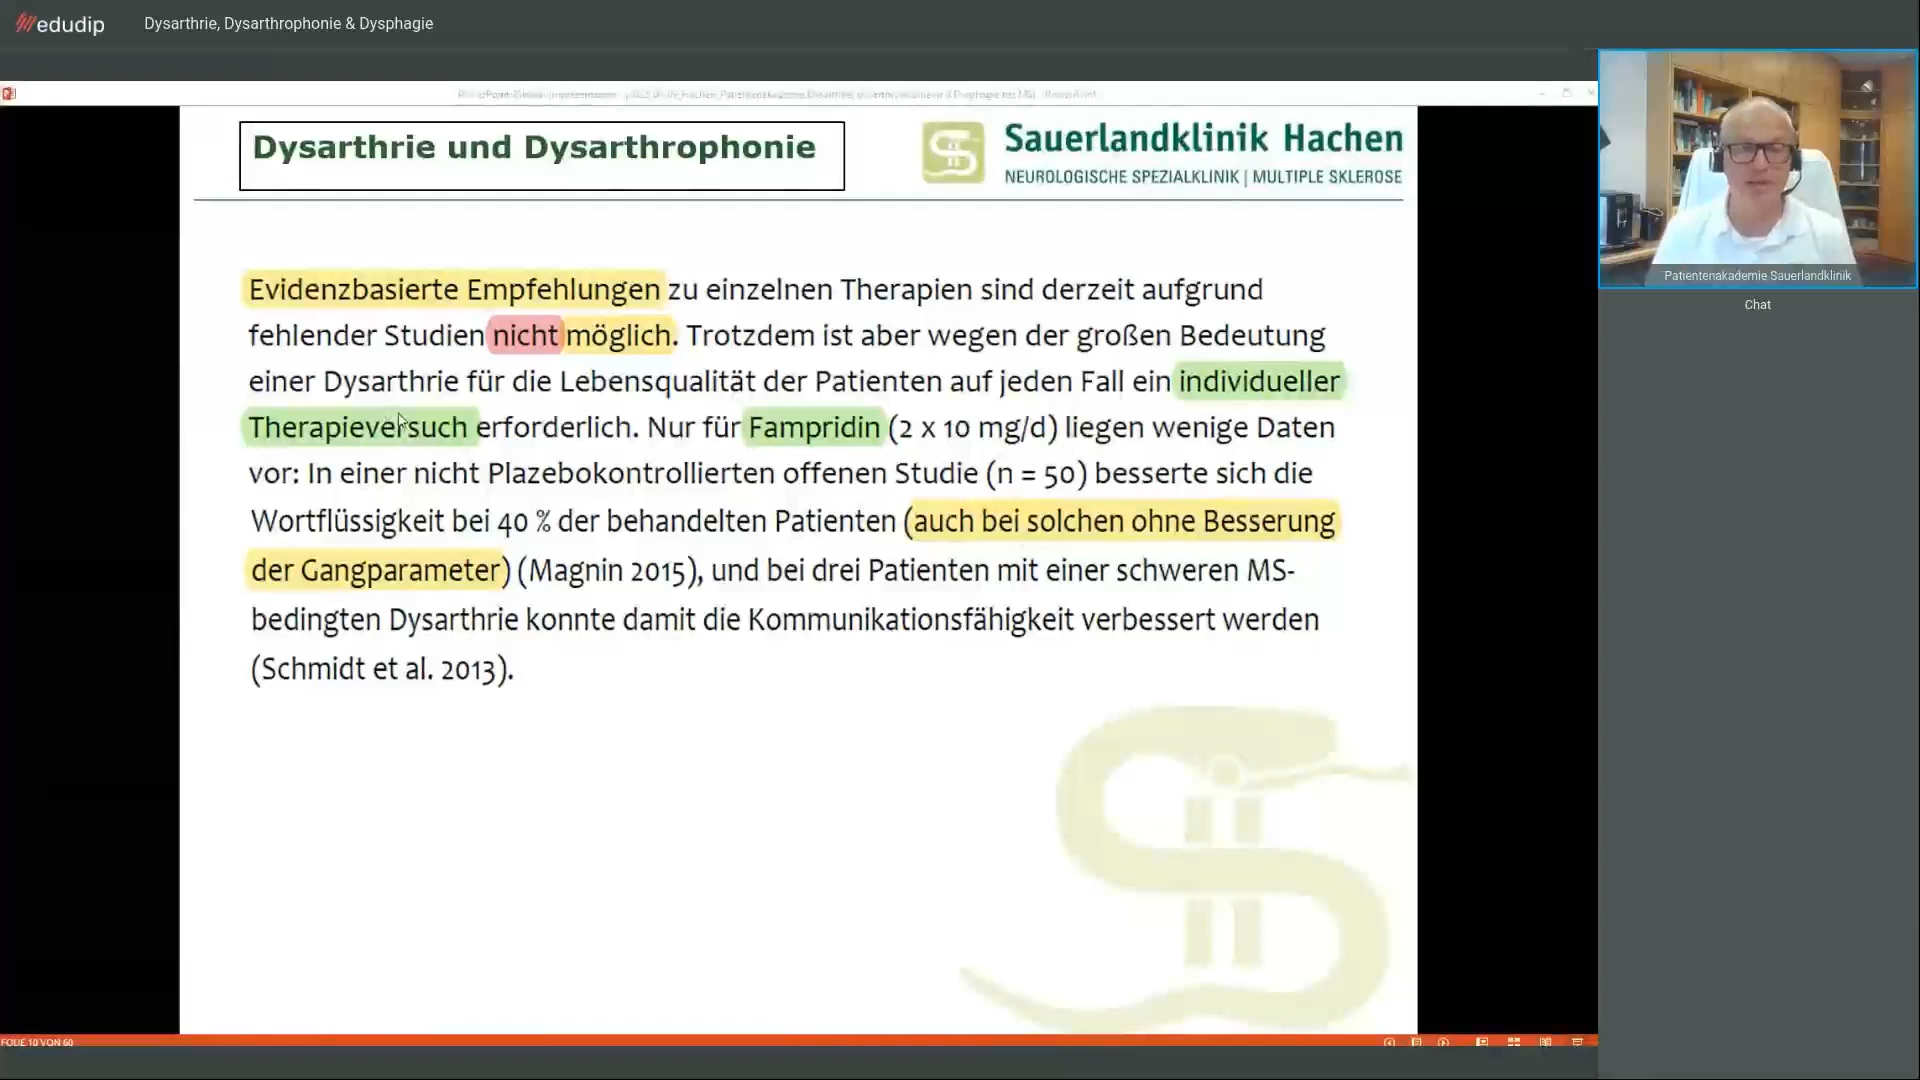 edudip
Dysarthrie, Dysarthrophonie & Dysphagie
Dysarthrie und Dysarthrophonie
Sauerlandklinik Hachen
NEUROLOGISCHE SPEZIALKLINIK | MULTIPLE SKLEROSE
Evidenzbasierte Empfehlungen zu einzelnen Therapien sind derzeit aufgrund
fehlender Studien nicht möglich. Trotzdem ist aber wegen der großen Bedeutung
einer Dysarthrie für die Lebensqualität der Patienten auf jeden Fall ein individueller
Therapieversuch erforderlich. Nur für Fampridin (2 x 10 mg/d) liegen wenige Daten
vor: In einer nicht Plazebokontrollierten offenen Studie (n = 50) besserte sich die
Wortflüssigkeit bei 40 % der behandelten Patienten (auch bei solchen ohne Besserung
der Gangparameter) (Magnin 2015), und bei drei Patienten mit einer schweren MS-
bedingten Dysarthrie konnte damit die Kommunikationsfähigkeit verbessert werden
(Schmidt et al. 2013).
FOLIE 10 VON 60
Patientenakademie Sauerlandklinik
Chat